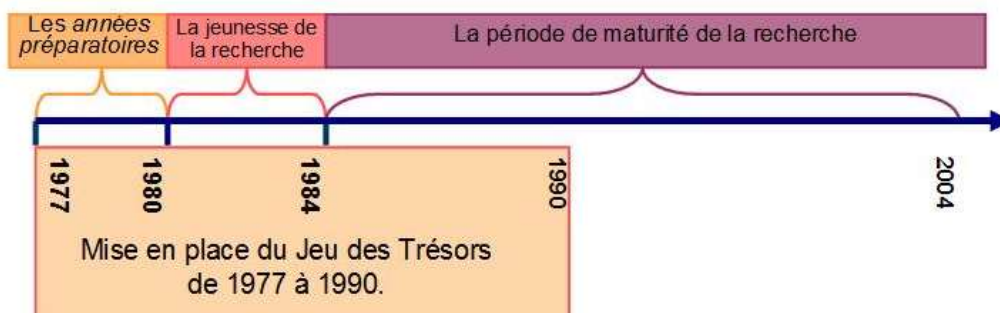 Les années
préparatoires
La jeunesse de
la recherche
La période de maturité de la recherche
1977
1980
1984
1990
2004
Mise en place du Jeu des Trésors
de 1977 à 1990.